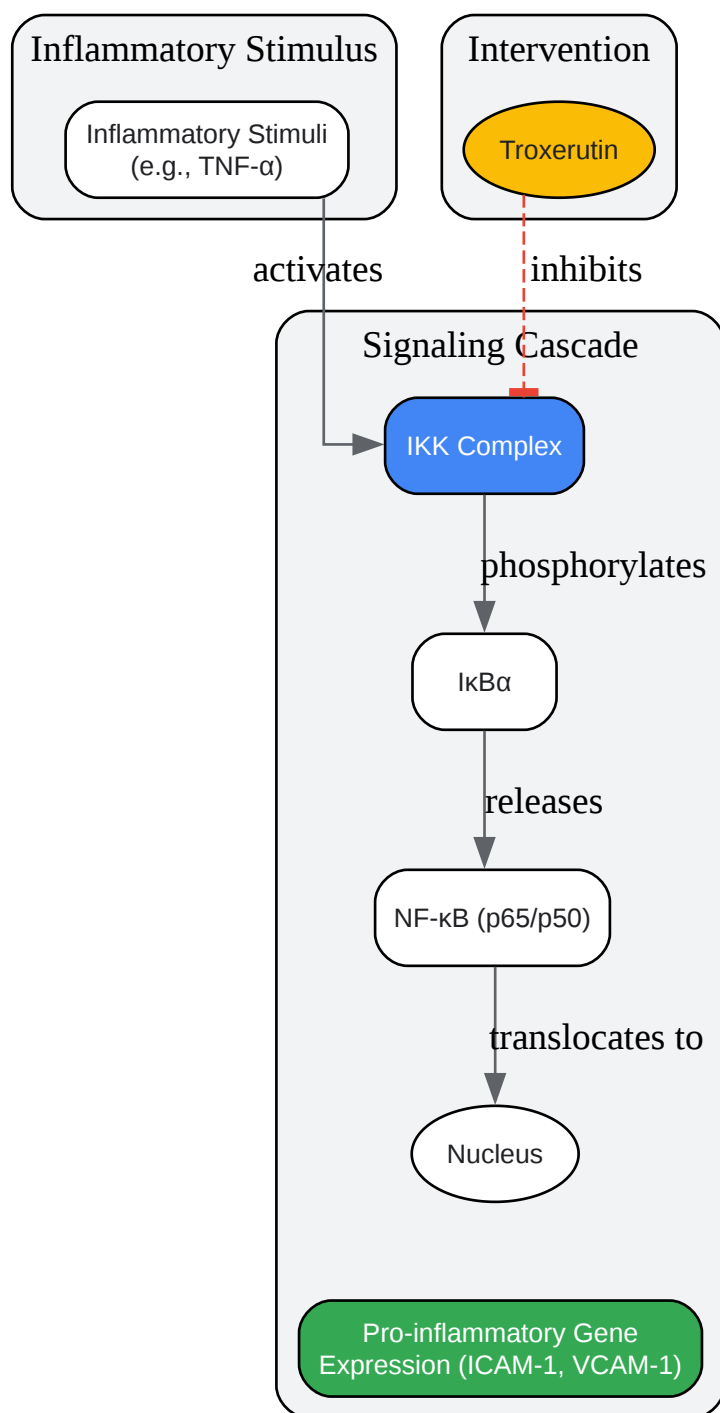 Inflammatory Stimulus
Inflammatory Stimuli
(e.g., TNF-α)
Intervention
Troxerutin
activates
inhibits
Signaling Cascade
IKK Complex
phosphorylates
IκBα
releases
NF-κB (p65/p50)
translocates to
Nucleus
Pro-inflammatory Gene
Expression (ICAM-1, VCAM-1)